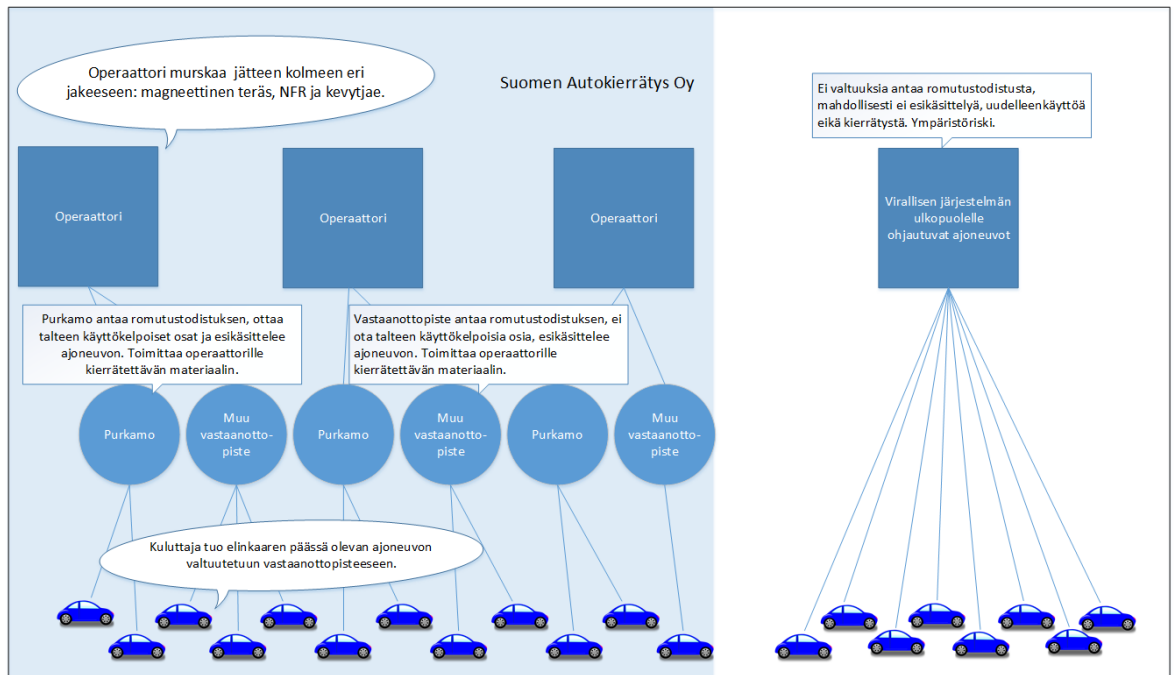 Operaattori murskaa jätteen kolmeen eri
jakeeseen: magneettinen teräs, NFR ja kevytjae.
Suomen Autokierrätys Oy
Ei valtuuksia antaa romutustodistusta,
mahdollisesti ei esikäsittelyä, uudelleenkäyttöä
eikä kierrätystä. Ympäristöriski.
Operaattori
Operaattori
Operaattori
Virallisen järjestelmän
ulkopuolelle
ohjautuvat ajoneuvot
Purkamo antaa romutustodistuksen, ottaa
talteen käyttökelpoiset osat ja esikäsittelee
ajoneuvon. Toimittaa operaattorille
kierrätettävän materiaalin.
Vastaanottopiste antaa romutustodistuksen, ei
ota talteen käyttökelpoisia osia, esikäsittelee
ajoneuvon. Toimittaa operaattorille
kierrätettävän materiaalin.
Purkamo
Muu
vastaanotto-
piste
Purkamo
Muu
vastaanotto-
piste
Purkamo
Muu
vastaanotto-
piste
Kuluttaja tuo elinkaaren päässä olevan ajoneuvon
valtuutetuun vastaanottopisteeseen.